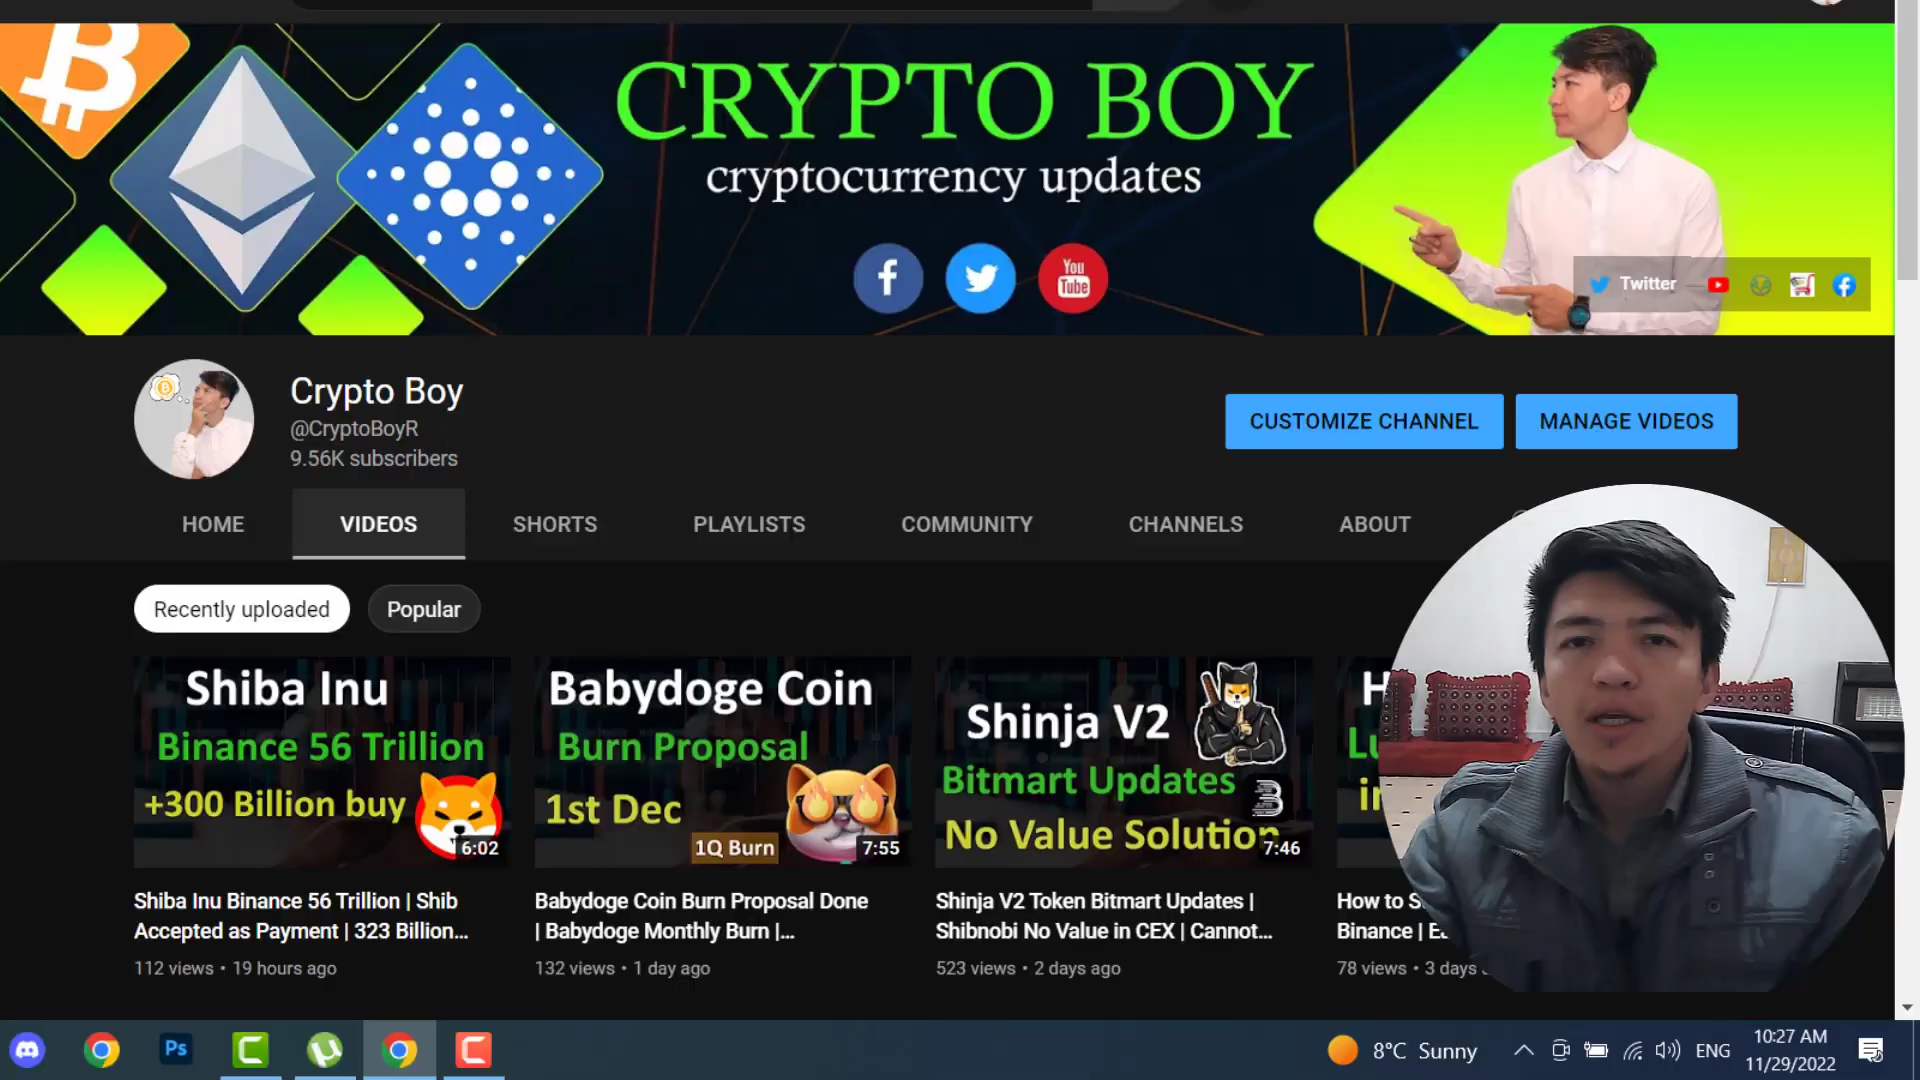 CRYPTO BOY
cryptocurrency updates
You
Tube
Twitter
Crypto Boy
@CryptoBoyR
9.56K subscribers
CUSTOMIZE CHANNEL
MANAGE VIDEOS
HOME
VIDEOS
SHORTS
PLAYLISTS
COMMUNITY
CHANNELS
ABOUT
Recently uploaded
Popular
Shiba Inu
Binance 56 Trillion
+300 Billion buy
6:02
Babydoge Coin
Burn Proposal
1st Dec
1Q Burn
7:55
Shinja V2
Bitmart Updates
No Value Solution
7:46
Shiba Inu Binance 56 Trillion | Shib
Accepted as Payment | 323 Billion...
112 views • 19 hours ago
Babydoge Coin Burn Proposal Done
| Babydoge Monthly Burn |...
132 views • 1 day ago
Shinja V2 Token Bitmart Updates |
Shibnobi No Value in CEX | Cannot...
523 views • 2 days ago
How to
Binance |
78 views • 3 days
Ps
8°C Sunny
ENG
10:27 AM
11/29/2022